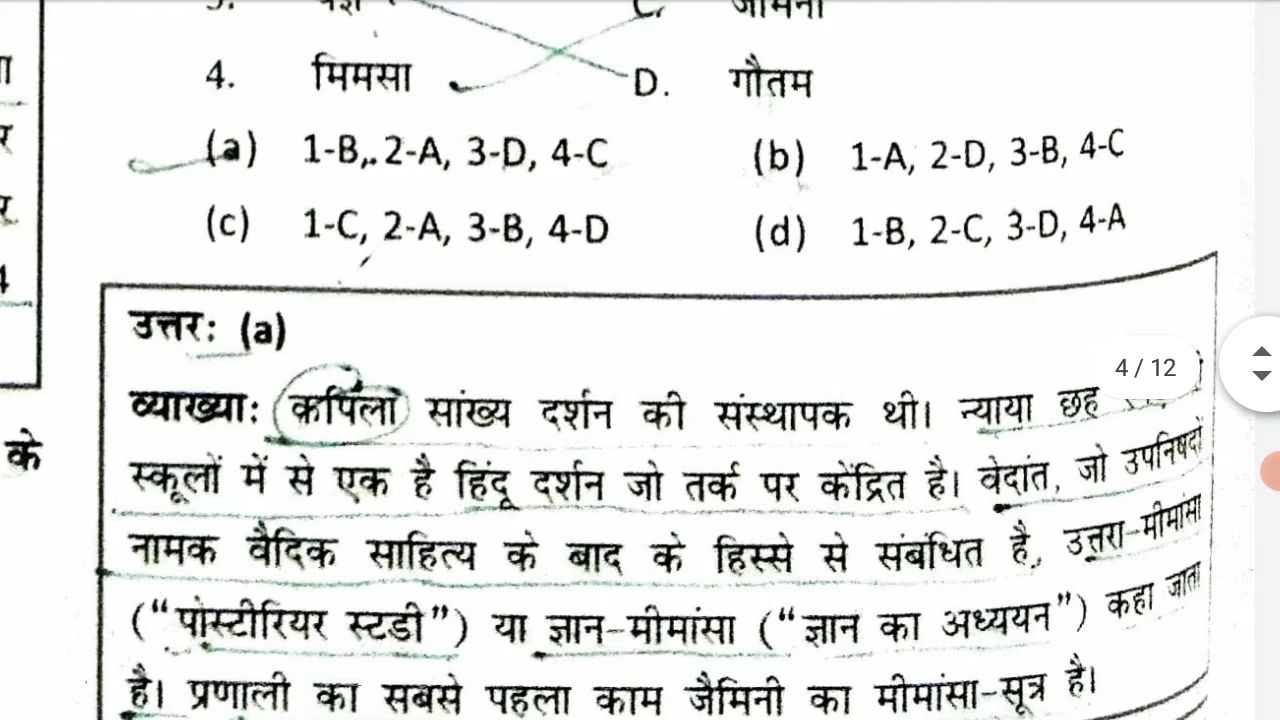 4. मिमसा D. गौतम
(a) 1-B, 2-A, 3-D, 4-C (b) 1-A, 2-D, 3-B, 4-C
(c) 1-C, 2-A, 3-B, 4-D (d) 1-B, 2-C, 3-D, 4-A
उत्तरः (a)
4 / 12
व्याख्याः कपिला सांख्य दर्शन की संस्थापक थी। न्याया छह
के
स्कूलों में से एक है हिंदू दर्शन जो तर्क पर केंद्रित है। वेदांत, जो उपनिषदों
नामक वैदिक साहित्य के बाद के हिस्से से संबंधित है, उत्तरा-मीमांसा
(“पोस्टीरियर स्टडी”) या ज्ञान-मीमांसा (“ज्ञान का अध्ययन”) कहा जाता
है। प्रणाली का सबसे पहला काम जैमिनी का मीमांसा-सूत्र है।